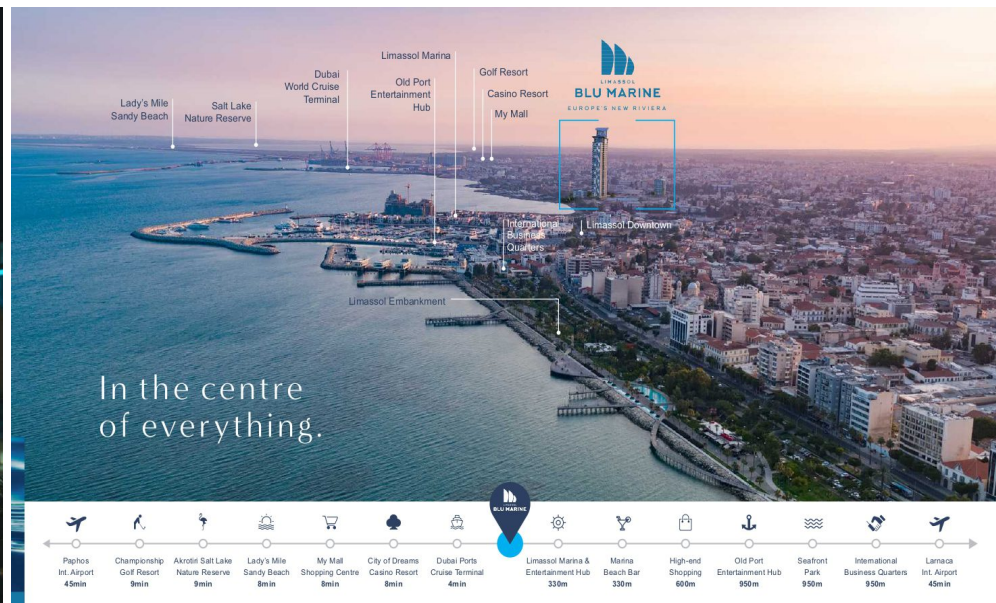 Lady's Mile
Sandy Beach
Salt Lake
Nature Reserve
Dubai
World Cruise
Terminal
Limassol Marina
Old Port
Entertainment
Hub
Golf Resort
Casino Resort
My Mall
LIMASSOL
BLU MARINE
EUROPE'S NEW RIVIERA
International
Business
Quarters
Limassol Downtown
Limassol Embankment
In the centre
of everything.
LIMASSOL
BLU MARINE
Paphos
Int. Airport
45min
Championship
Golf Resort
9min
Akrotiri Salt Lake
Nature Reserve
9min
Lady's Mile
Sandy Beach
8min
My Mall
Shopping Centre
8min
City of Dreams
Casino Resort
8min
Dubai Ports
Cruise Terminal
4min
Limassol Marina &
Entertainment Hub
330m
Marina
Beach Bar
330m
High-end
Shopping
600m
Old Port
Entertainment Hub
950m
Seafront
Park
950m
International
Business Quarters
950m
Larnaca
Int. Airport
45min